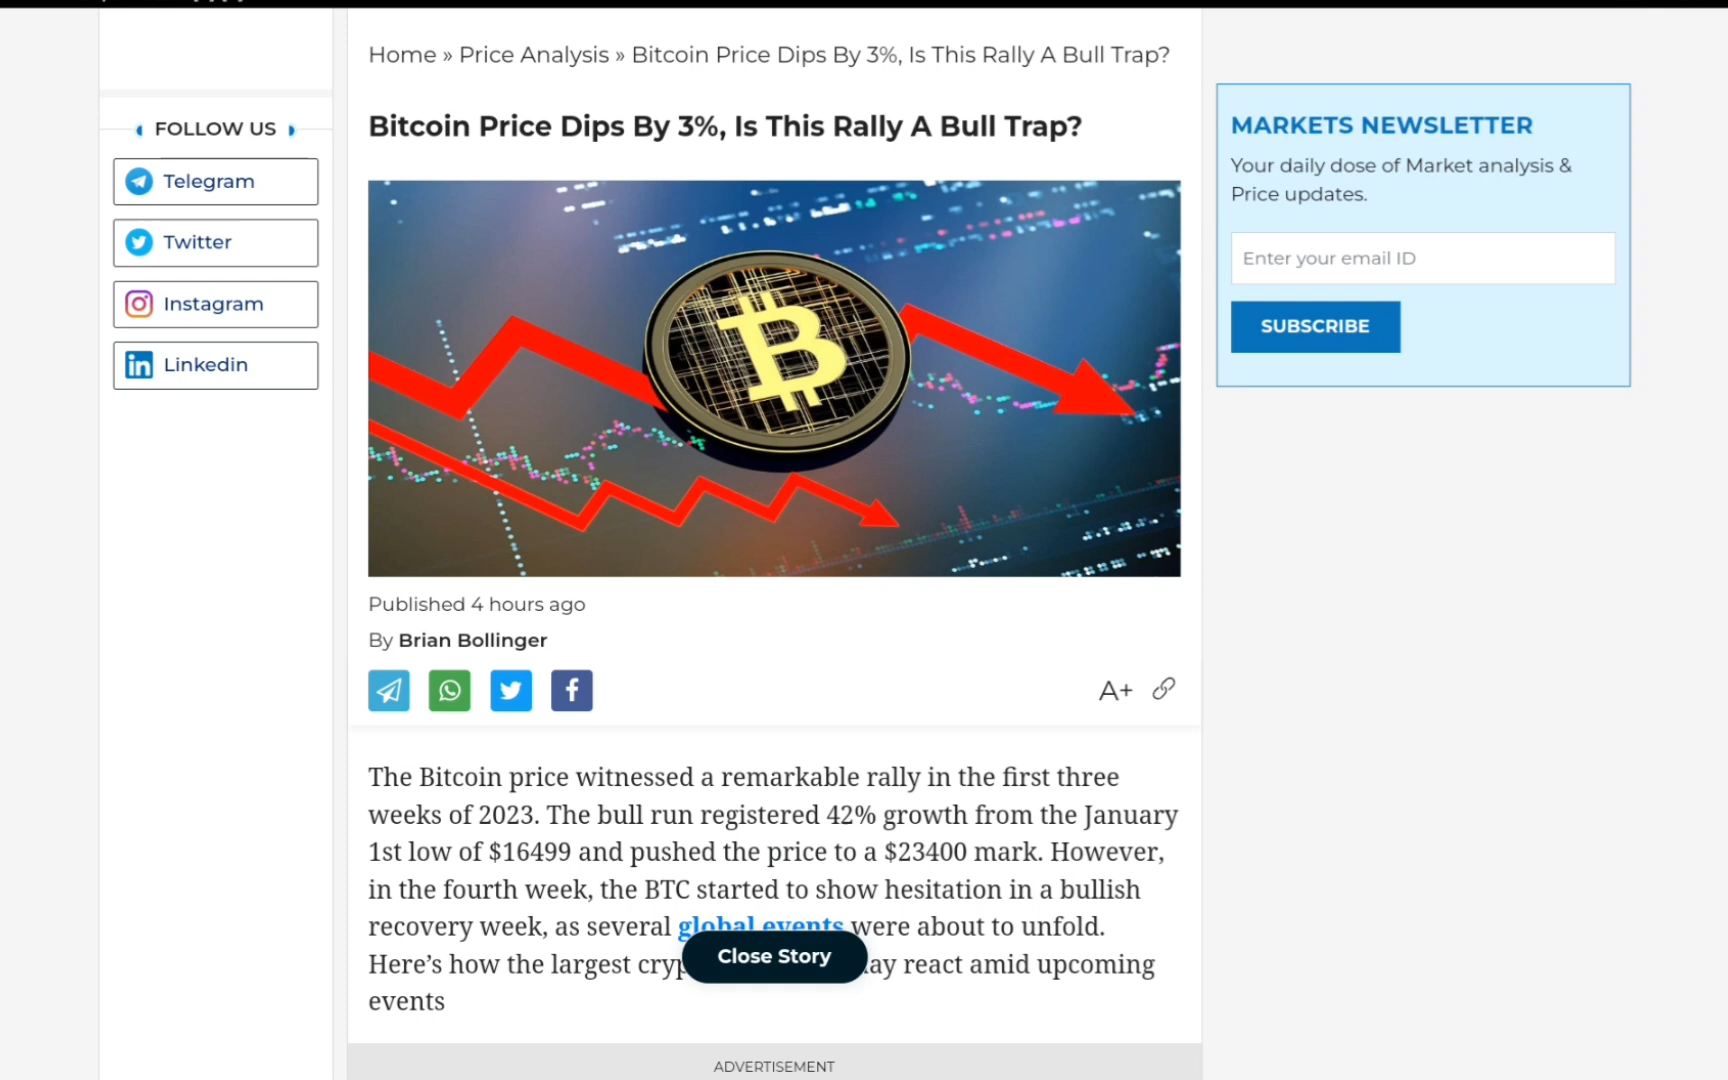 Home » Price Analysis » Bitcoin Price Dips By 3%, Is This Rally A Bull Trap?
FOLLOW US
Telegram
Twitter
Instagram
Linkedin
Bitcoin Price Dips By 3%, Is This Rally A Bull Trap?
Published 4 hours ago
By Brian Bollinger
A+
The Bitcoin price witnessed a remarkable rally in the first three
weeks of 2023. The bull run registered 42% growth from the January
1st low of $16499 and pushed the price to a $23400 mark. However,
in the fourth week, the BTC started to show hesitation in a bullish
recovery week, as several global events were about to unfold.
Here's how the largest react amid upcoming
events
Close Story
ADVERTISEMENT
MARKETS NEWSLETTER
Your daily dose of Market analysis &
Price updates.
Enter your email ID
SUBSCRIBE